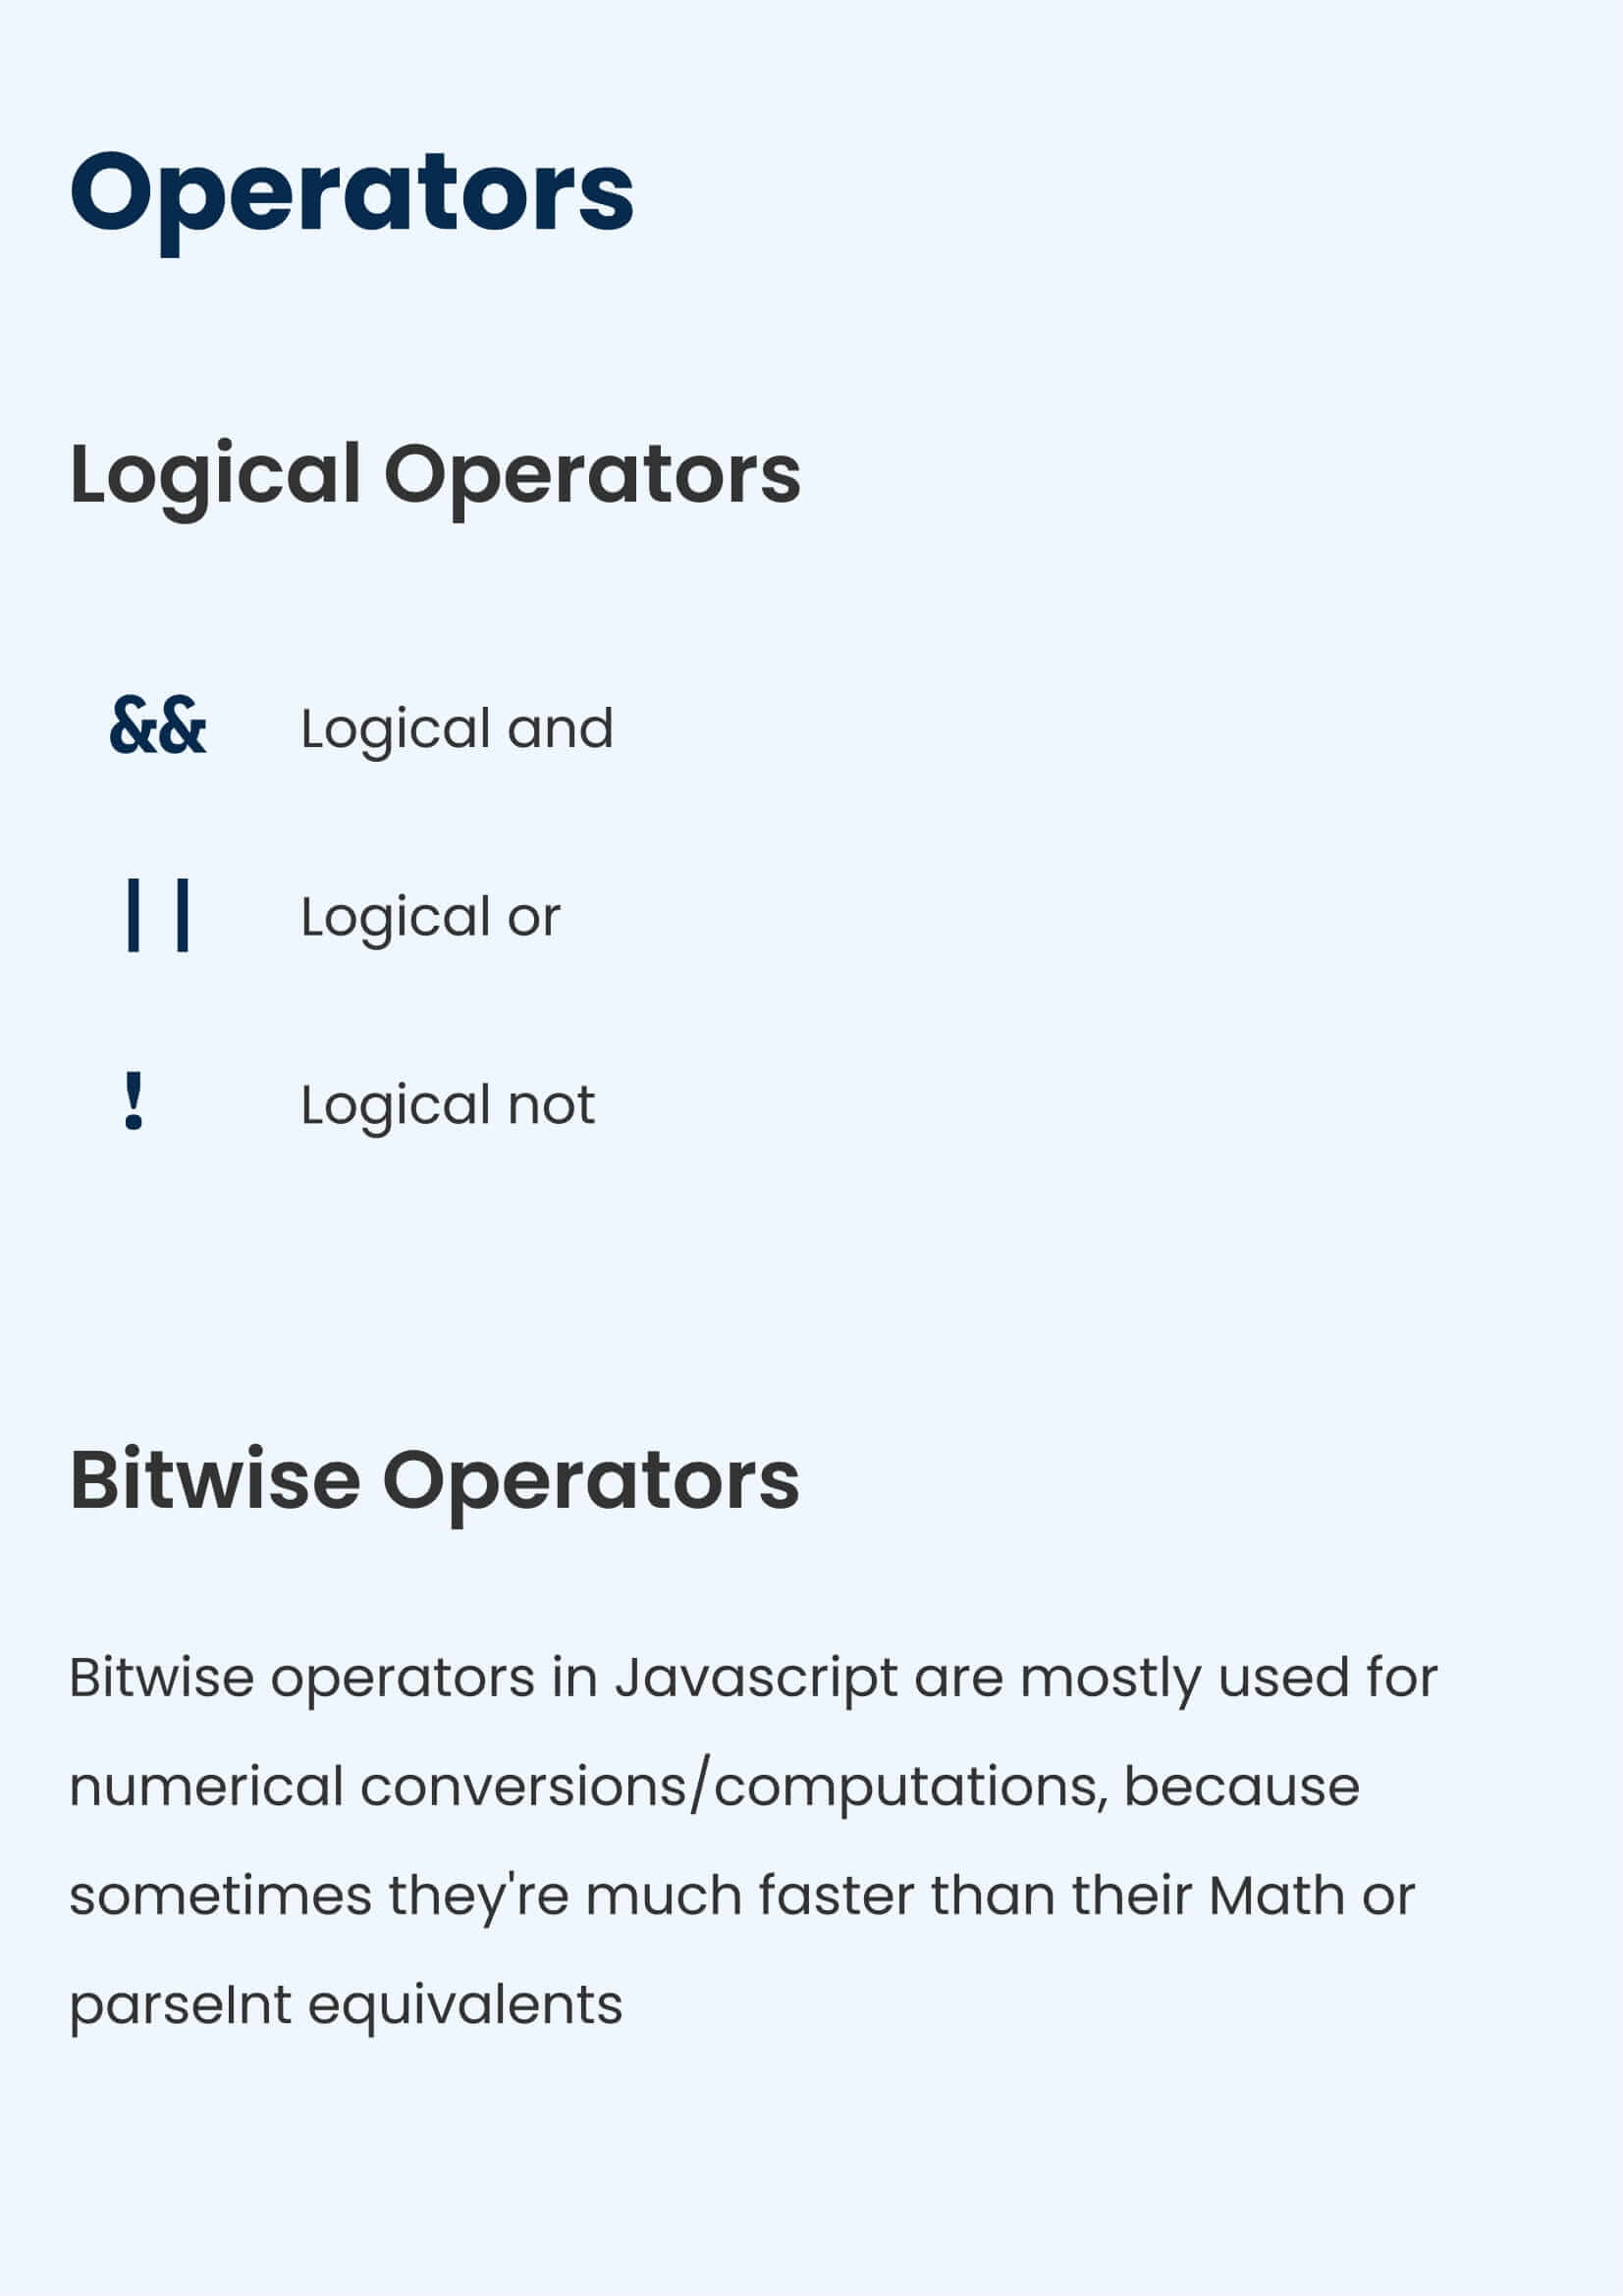 Operators
Logical Operators
&& Logical and
|| Logical or
! Logical not
Bitwise Operators
Bitwise operators in Javascript are mostly used for
numerical conversions/computations, because
sometimes they're much faster than their Math or
parseInt equivalents